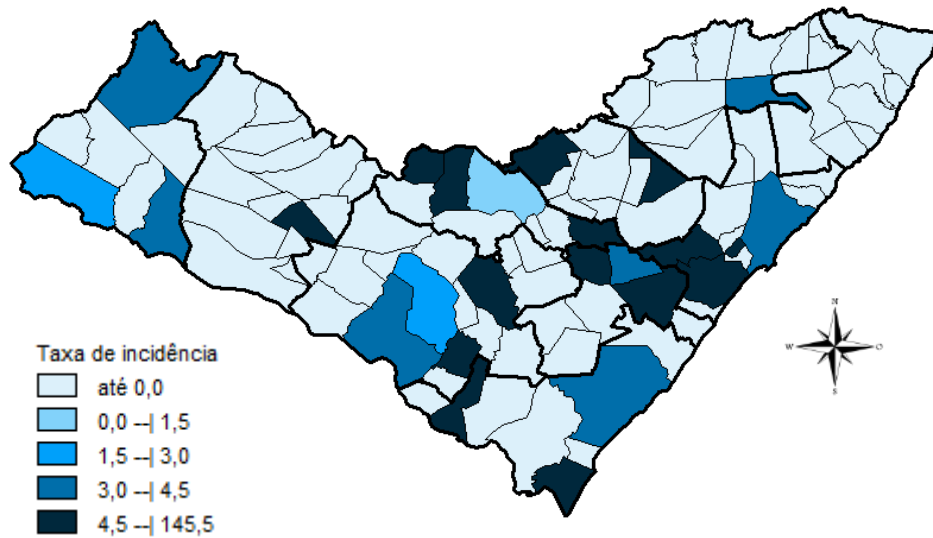 Taxa de incidência
até 0,0
0,0 --| 1,5
1,5 --| 3,0
3,0 --| 4,5
4,5 --| 145,5
N
W
O
S